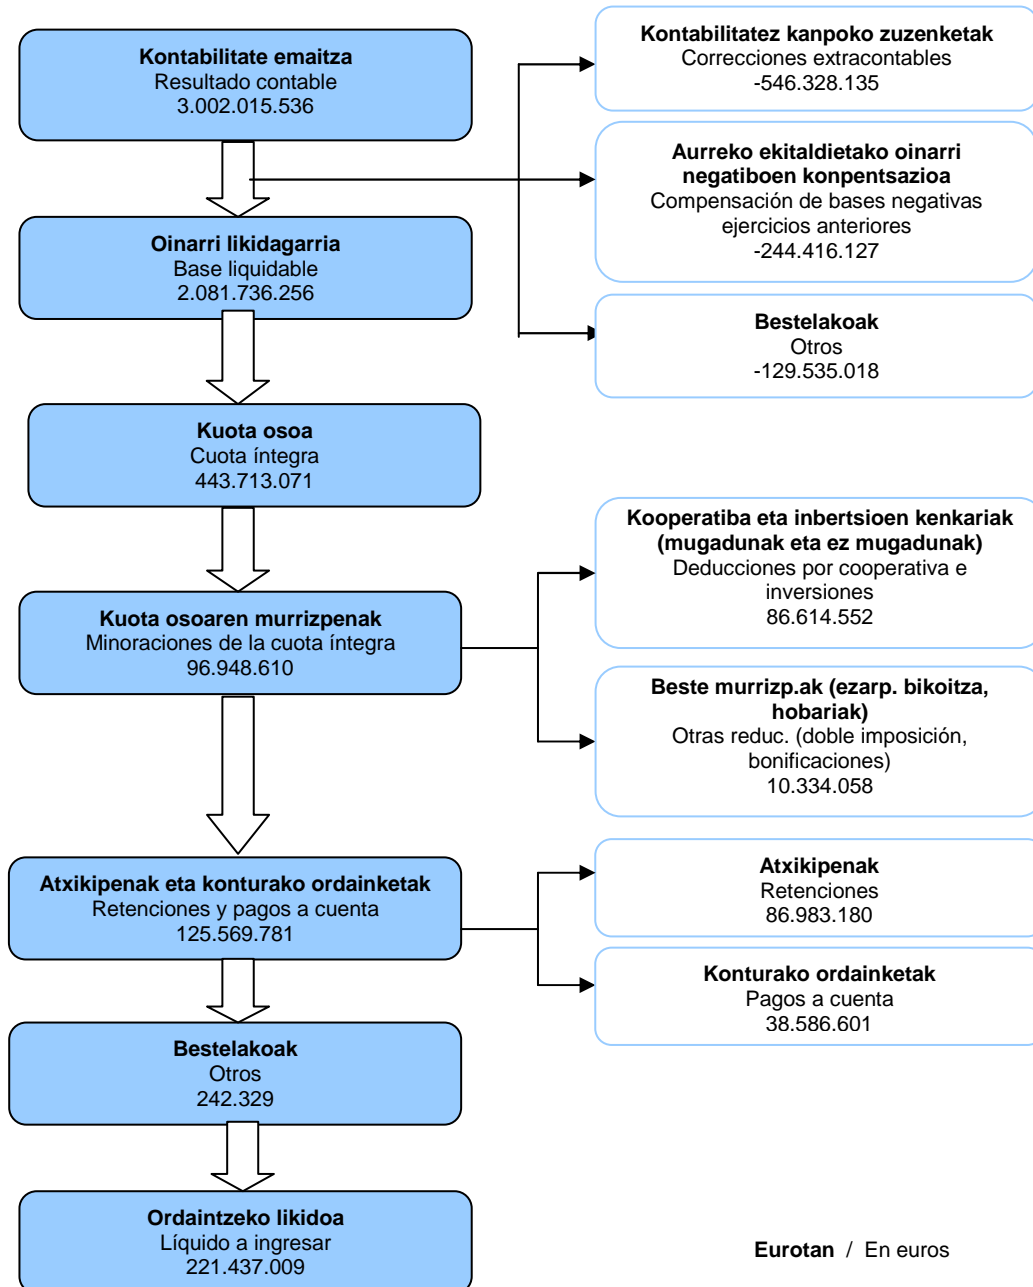 Kontabilitate emaitza
Resultado contable
3.002.015.536
Kontabilitatez kanpoko zuzenketak
Correcciones extracontables
-546.328.135
Aurreko ekitaldietako oinarri
negatiboen konpentsazioa
Compensación de bases negativas
ejercicios anteriores
-244.416.127
Oinarri likidagarria
Base liquidable
2.081.736.256
Bestelakoak
Otros
-129.535.018
Kuota osoa
Cuota íntegra
443.713.071
Kooperatiba eta inbertsioen kenkariak
(mugadunak eta ez mugadunak)
Deducciones por cooperativa e
inversiones
86.614.552
Kuota osoaren murrizpenak
Minoraciones de la cuota íntegra
96.948.610
Beste murrizp.ak (ezarp. bikoitza,
hobariak)
Otras reduc. (doble imposición,
bonificaciones)
10.334.058
Atxikipenak eta konturako ordainketak
Retenciones y pagos a cuenta
125.569.781
Atxikipenak
Retenciones
86.983.180
Konturako ordainketak
Pagos a cuenta
38.586.601
Bestelakoak
Otros
242.329
Ordaintzeko likidoa
Líquido a ingresar
221.437.009
Eurotan / En euros